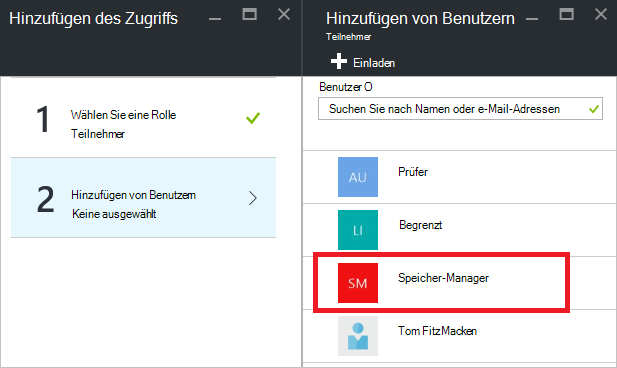 Hinzufügen des Zugriffs
1
Wählen Sie eine Rolle
Teilnehmer
2
Hinzufügen von Benutzern
Keine ausgewählt
Hinzufügen von Benutzern
Teilnehmer
Einladen
Benutzer O
Suchen Sie nach Namen oder e-Mail-Adressen
AU
Prüfer
LI
Begrenzt
SM
Speicher-Manager
Tom FitzMacken